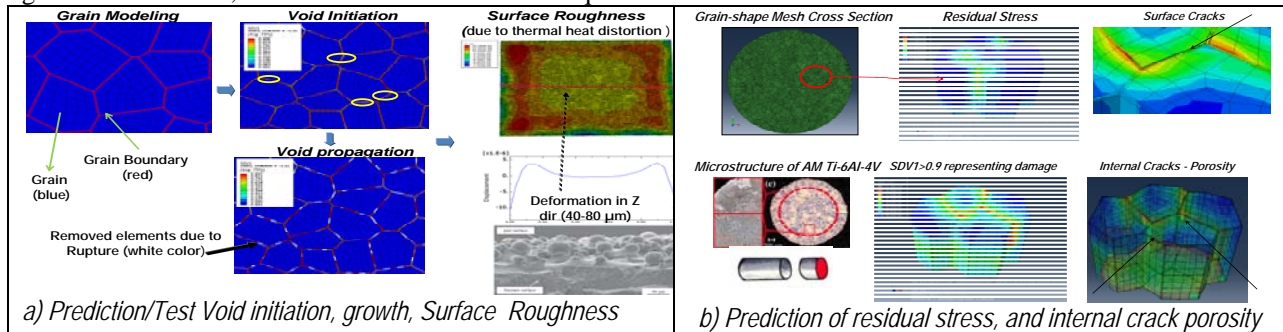 Grain Modeling
Void Initiation
Surface Roughness
(due to thermal heat distortion )
Grain Boundary
(red)
Grain
(blue)
Void propagation
Removed elements due to
Rupture (white color)
Displacement
Deformation in Z
dir (40-80 µm)
a) Prediction/Test Void initiation, growth, Surface Roughness
Grain-shape Mesh Cross Section
Residual Stress
Surface Cracks
Microstructure of AM Ti-6Al-4V
SDV1>0.9 representing damage
Internal Cracks - Porosity
b) Prediction of residual stress, and internal crack porosity